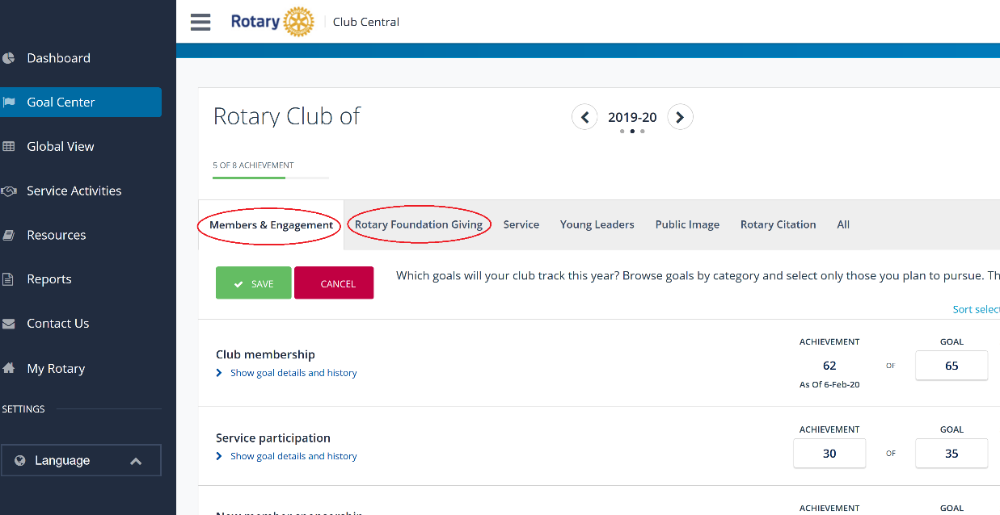 Rotary
Club Central
Dashboard
Goal Center
Global View
Service Activities
Resources
Reports
Contact Us
My Rotary
SETTINGS
Language
Rotary Club of
2019-20
5 OF 8 ACHIEVEMENT
Members & Engagement Rotary Foundation Giving Service Young Leaders Public Image Rotary Citation All
SAVE CANCEL Which goals will your club track this year? Browse goals by category and select only those you plan to pursue. Th
Sort select
Club membership
Show goal details and history
ACHIEVEMENT GOAL
62 OF 65
As Of 6-Feb-20
Service participation
Show goal details and history
ACHIEVEMENT GOAL
30 OF 35
New member sponsorship
ACHIEVEMENT GOAL